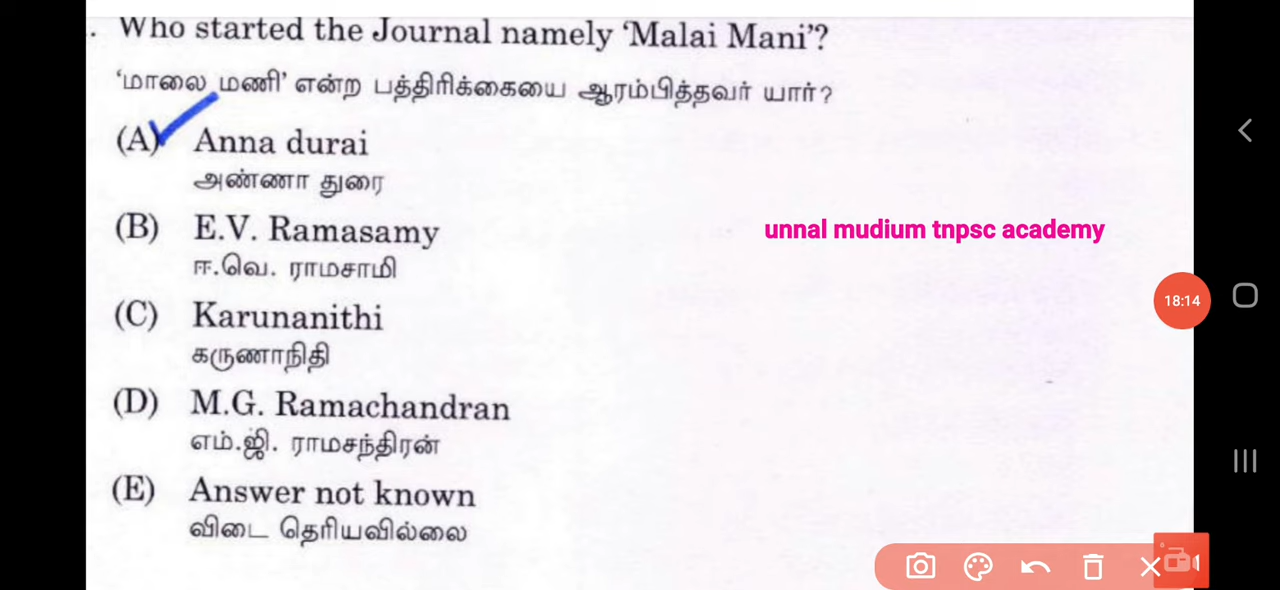 . Who started the Journal namely ‘Malai Mani’?
‘மாலை மணி’ என்ற பத்திரிக்கையை ஆரம்பித்தவர் யார்?
(A) Anna durai
அண்ணா துரை
(B) E.V. Ramasamy
ஈ.வெ. ராமசாமி
unnal mudium tnpsc academy
(C) Karunanithi
கருணாநிதி
18:14
(D) M.G. Ramachandran
எம்.ஜி. ராமசந்திரன்
(E) Answer not known
விடை தெரியவில்லை